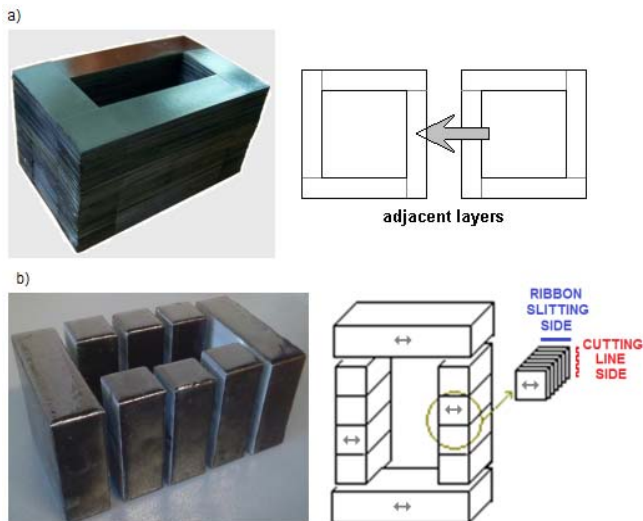 a)
adjacent layers
b)
RIBBON
SLITTING
SIDE
CUTTING
LINE
SIDE